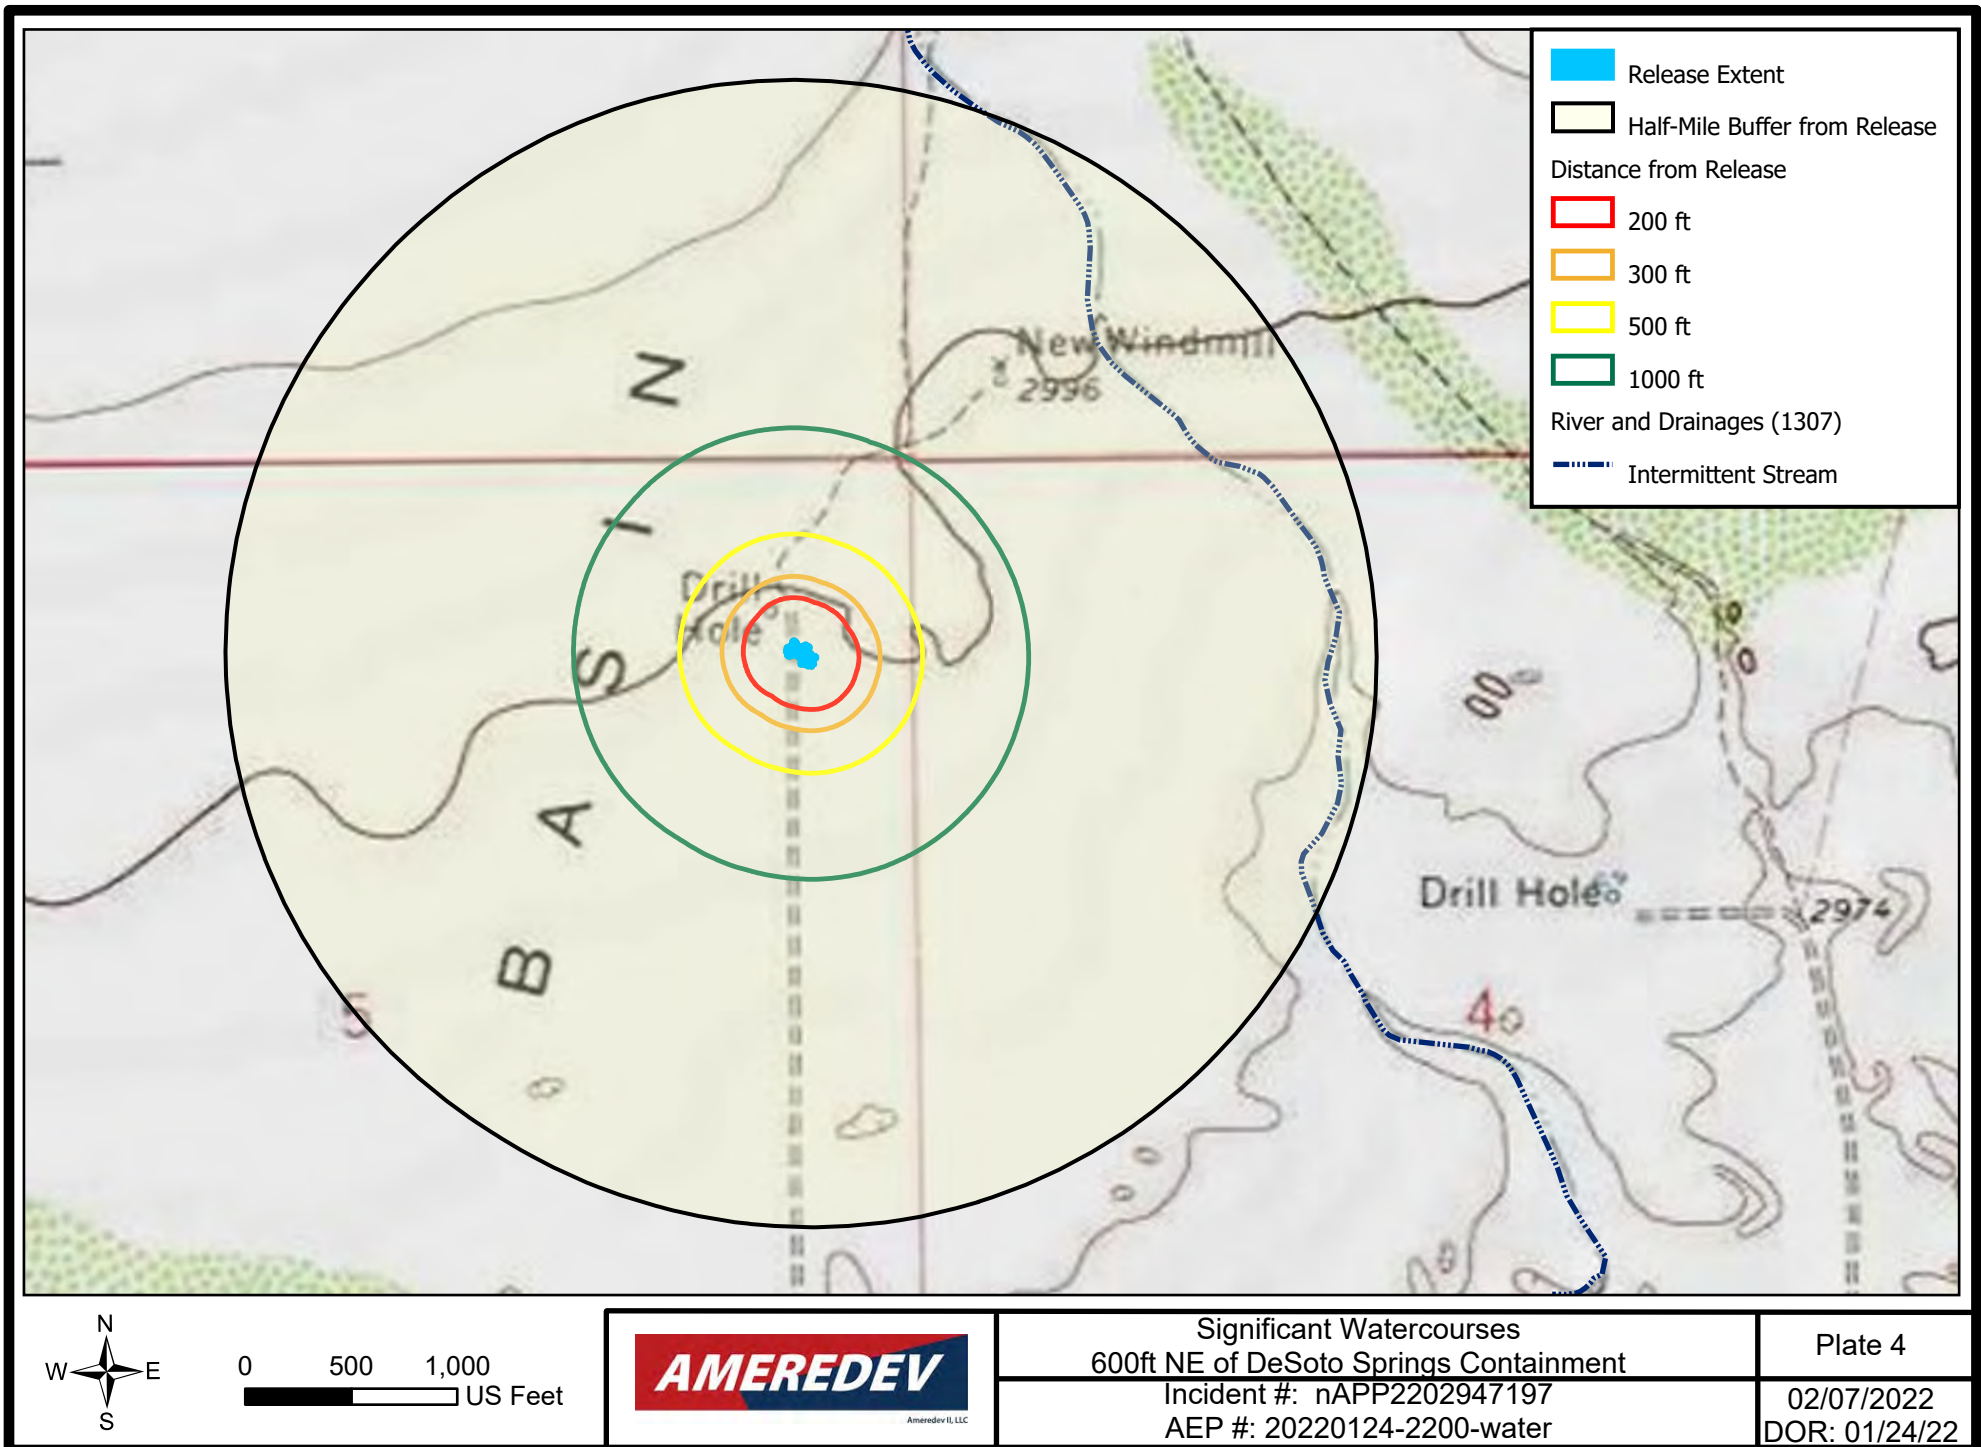 Release Extent
Half-Mile Buffer from Release
Distance from Release
200 ft
300 ft
500 ft
1000 ft
River and Drainages (1307)
Intermittent Stream
New Windmill
2996
N
I
S
A
B
Drill
Hole
5
Drill Hole
2974
4
N
W E
S
0 500 1,000
US Feet
AMEREDEV
Ameredev II, LLC
Significant Watercourses
600ft NE of DeSoto Springs Containment
Incident #: nAPP2202947197
AEP #: 20220124-2200-water
Plate 4
02/07/2022
DOR: 01/24/22